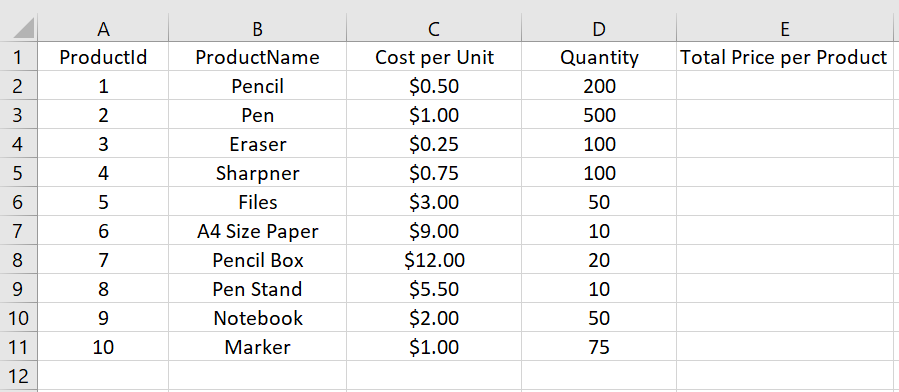 A B C D E
1 ProductId ProductName Cost per Unit Quantity Total Price per Product
2 1 Pencil $0.50 200
3 2 Pen $1.00 500
4 3 Eraser $0.25 100
5 4 Sharpner $0.75 100
6 5 Files $3.00 50
7 6 A4 Size Paper $9.00 10
8 7 Pencil Box $12.00 20
9 8 Pen Stand $5.50 10
10 9 Notebook $2.00 50
11 10 Marker $1.00 75
12